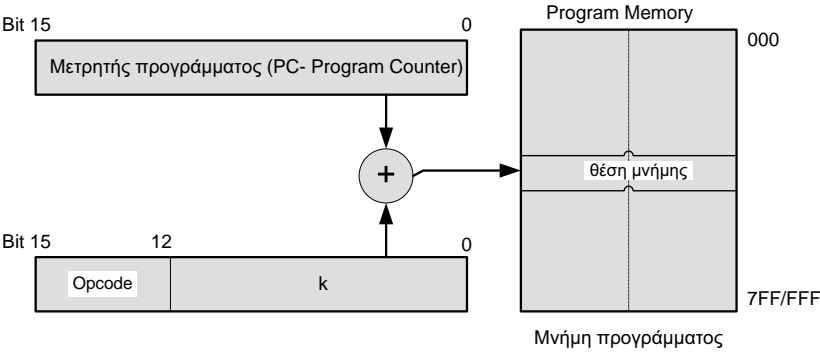 Program Memory
Bit 15 0
000
Μετρητής προγράμματος (PC- Program Counter)
+
θέση μνήμης
Bit 15 12 0
Opcode k
7FF/FFF
Μνήμη προγράμματος